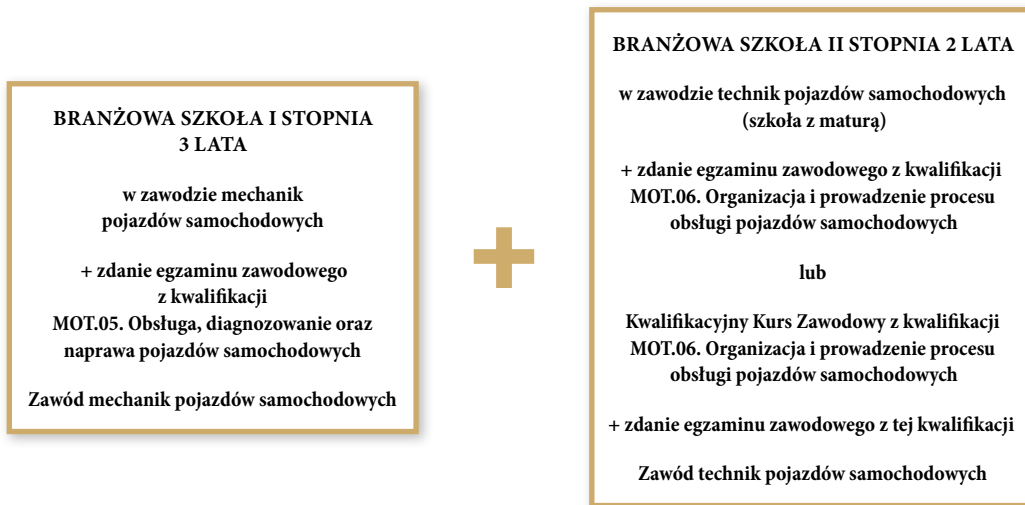 BRANŻOWA SZKOŁA I STOPNIA
3 LATA
w zawodzie mechanik
pojazdów samochodowych
+ zdanie egzaminu zawodowego
z kwalifikacji
MOT.05. Obsługa, diagnozowanie oraz
naprawa pojazdów samochodowych
Zawód mechanik pojazdów samochodowych
+
BRANŻOWA SZKOŁA II STOPNIA 2 LATA
w zawodzie technik pojazdów samochodowych
(szkoła z maturą)
+ zdanie egzaminu zawodowego z kwalifikacji
MOT.06. Organizacja i prowadzenie procesu
obsługi pojazdów samochodowych
lub
Kwalifikacyjny Kurs Zawodowy z kwalifikacji
MOT.06. Organizacja i prowadzenie procesu
obsługi pojazdów samochodowych
+ zdanie egzaminu zawodowego z tej kwalifikacji
Zawód technik pojazdów samochodowych